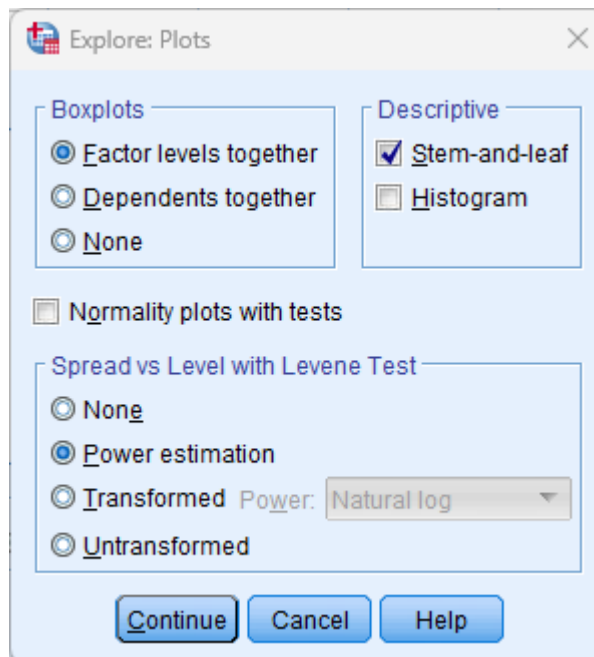 Explore: Plots
Boxplots
Factor levels together
Dependents together
None
Descriptive
Stem-and-leaf
Histogram
Normality plots with tests
Spread vs Level with Levene Test
None
Power estimation
Transformed Power: Natural log
Untransformed
Continue Cancel Help